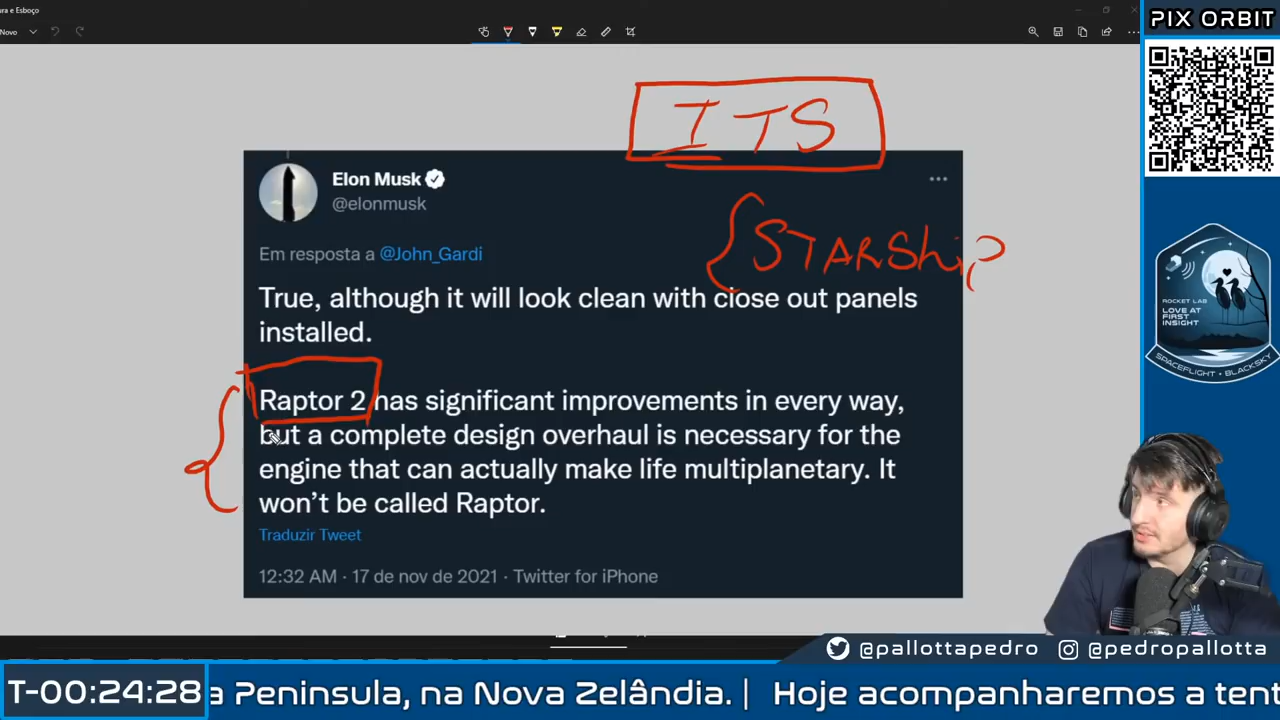 ra e Esboço
Novo
PIX ORBIT
ITS
Elon Musk
@elonmusk
STARShip
Em resposta a @John_Gardi
True, although it will look clean with close out panels
installed.
Raptor 2 has significant improvements in every way,
but a complete design overhaul is necessary for the
engine that can actually make life multiplanetary. It
won't be called Raptor.
Traduzir Tweet
12:32 AM · 17 de nov de 2021 · Twitter for iPhone
ROCKET LAB
LOVE AT
FIRST
INSIGHT
SPACEFLIGHT • BLACKSKY
@pallottapedro @pedropallotta
T-00:24:28
a Peninsula, na Nova Zelândia. | Hoje acompanharemos a tent